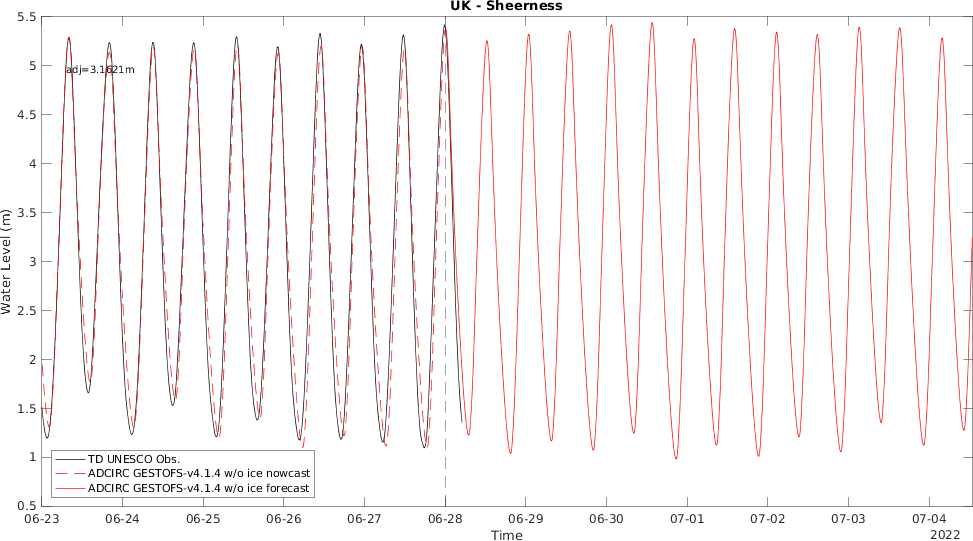 UK - Sheerness
5.5
5
4.5
4
3.5
3
2.5
2
1.5
1
0.5
Water Level (m)
adj=3.1621m
TD UNESCO Obs.
ADCIRC GESTOFS-v4.1.4 w/o ice nowcast
ADCIRC GESTOFS-v4.1.4 w/o ice forecast
06-23 06-24 06-25 06-26 06-27 06-28 06-29 06-30 07-01 07-02 07-03 07-04
Time
2022